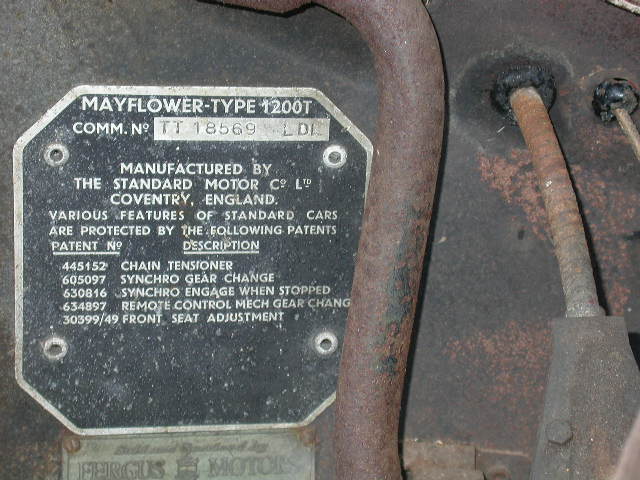 MAYFLOWER-TYPE 1200T
COMM. Nº TT 18569 LDL
MANUFACTURED BY
THE STANDARD MOTOR Cº LTD
COVENTRY, ENGLAND.
VARIOUS FEATURES OF STANDARD CARS
ARE PROTECTED BY THE FOLLOWING PATENTS
PATENT Nº DESCRIPTION
445152 CHAIN TENSIONER
605097 SYNCHRO GEAR CHANGE
630816 SYNCHRO ENGAGE WHEN STOPPED
634897 REMOTE CONTROL MECH GEAR CHANG
30399/49 FRONT SEAT ADJUSTMENT
FERGUS MOTORS